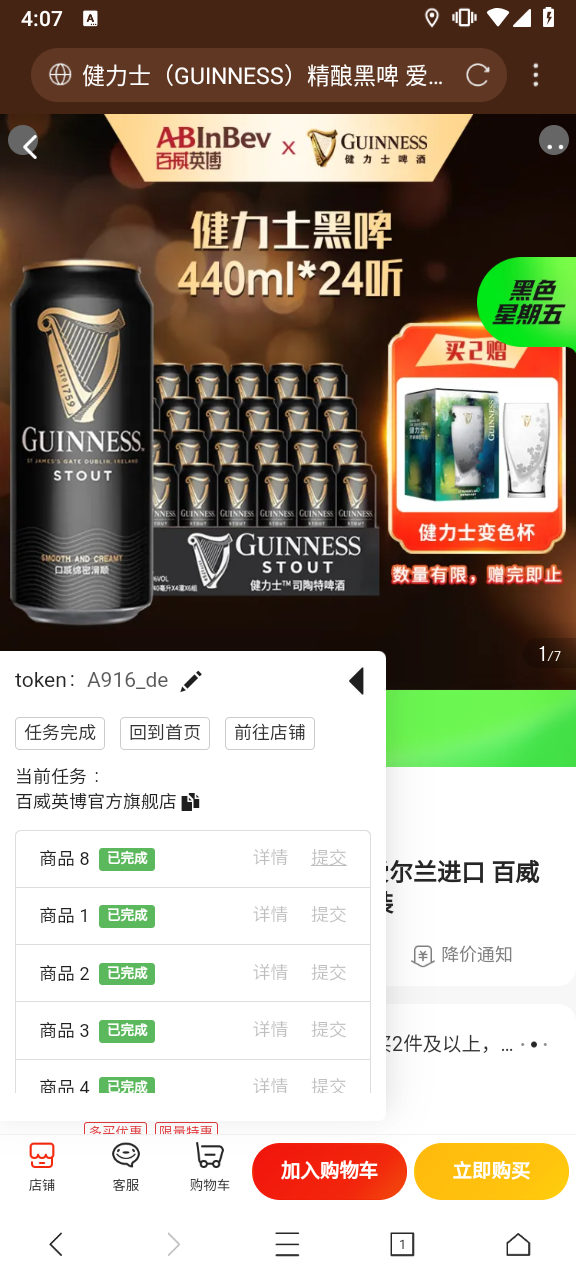 4:07
A
健力士（GUINNESS）精酿黑啤 爱...
ABInBev
百威英博
X
GUINNESS
健力士啤酒
健力士黑啤
440ml*24听
黑色
星期五
买2赠
ESTD 1759
GUINNESS
ST JAMES'S GATE DUBLIN. IRELAND
STOUT
SMOOTH AND CREAMY
口感绵密滑顺
GUINNESS
STOUT
健力士™司陶特啤酒
健力士变色杯
数量有限，赠完即止
1/7
token： A916_de
任务完成
回到首页
前往店铺
当前任务：
百威英博官方旗舰店
商品 8 已完成 详情 提交
商品 1 已完成 详情 提交
商品 2 已完成 详情 提交
商品 3 已完成 详情 提交
商品 4 已完成 详情 提交
爱尔兰进口 百威
装
降价通知
买2件及以上，...
多买优惠
限量特惠
店铺
客服
购物车
加入购物车
立即购买
1